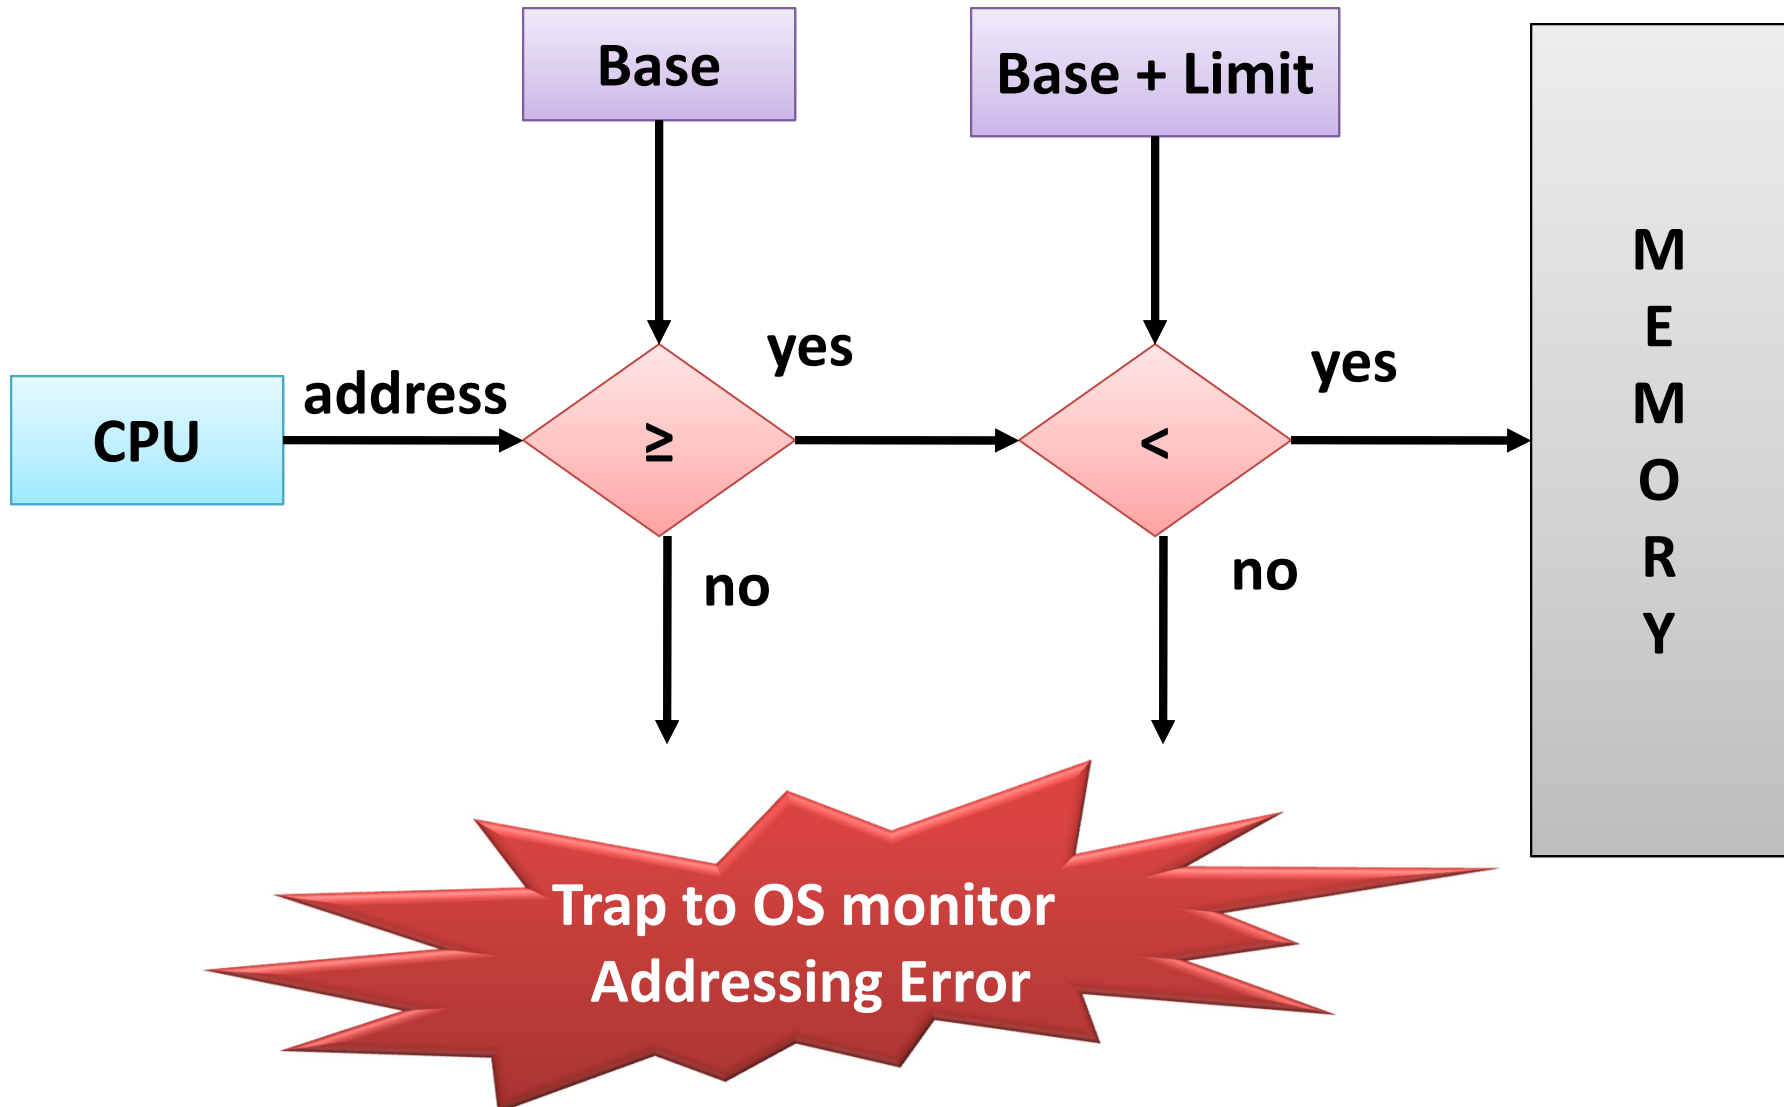 Base
Base + Limit
CPU
address
≥
yes
<
yes
no
no
M
E
M
O
R
Y
Trap to OS monitor
Addressing Error